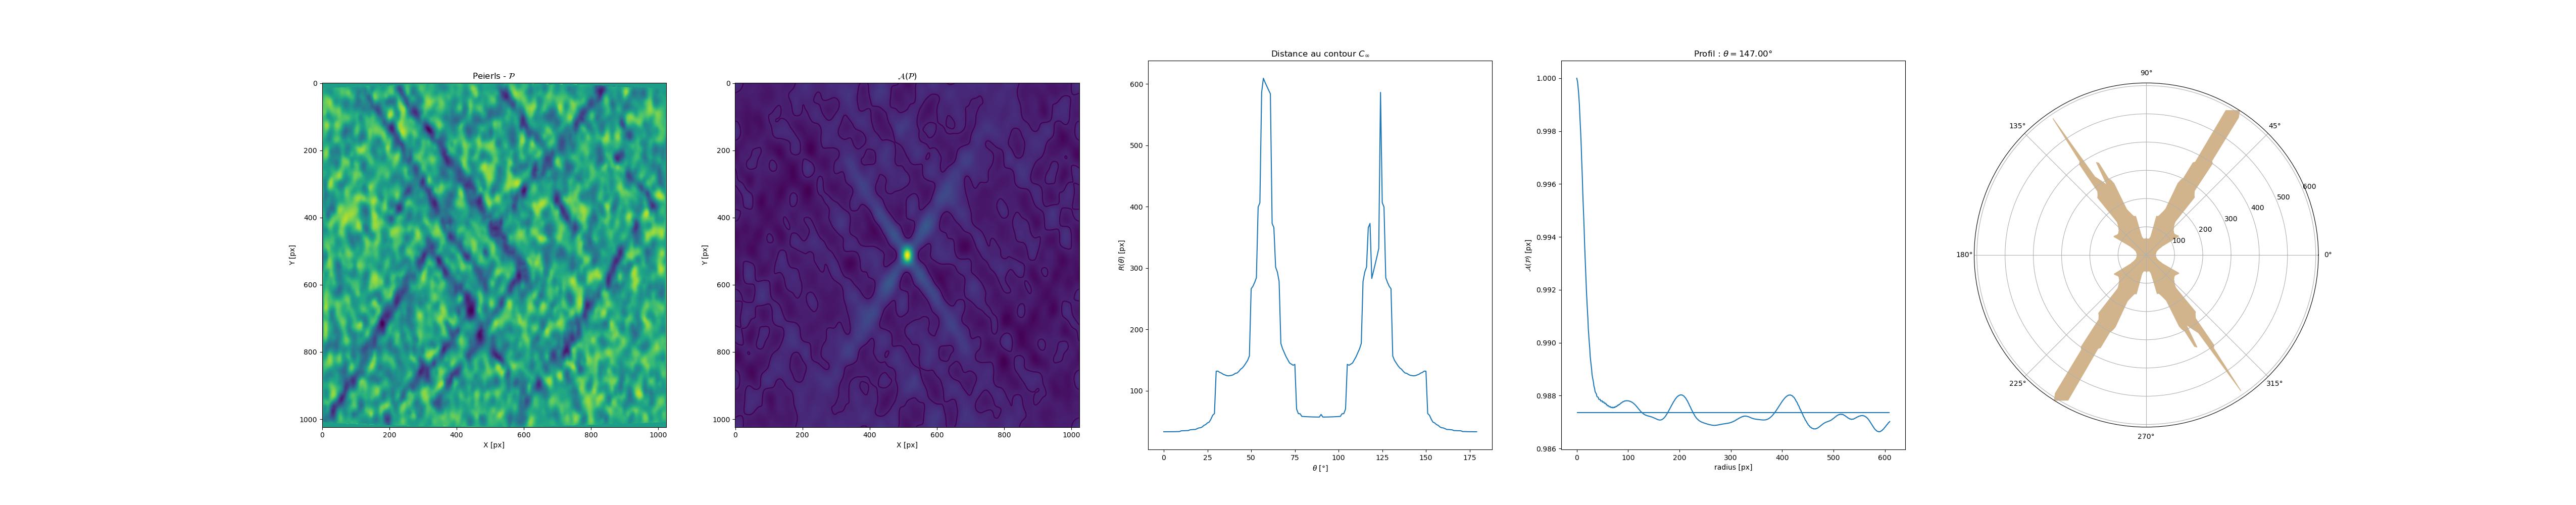 Peierls - 𝒫
0
200
400
600
800
1000
Y [px]
0 200 400 600 800 1000
X [px]
𝒜(𝒫)
0
200
400
600
800
1000
Y [px]
0 200 400 600 800 1000
X [px]
Distance au contour C∞
600
500
400
300
200
100
R(θ) [px]
0 25 50 75 100 125 150 175
θ [°]
Profil : θ = 147.00°
1.000
0.998
0.996
0.994
0.992
0.990
0.988
0.986
𝒜(𝒫) [px]
0 100 200 300 400 500 600
radius [px]
90°
135° 45°
600
500
400
300
200
100
180° 0°
225° 315°
270°